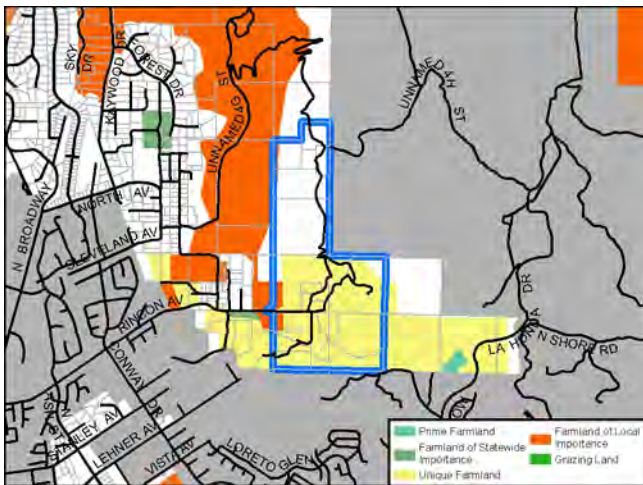 SKY DR
KAYWOOD DR
FOREST DR
UNNAMED4G ST
UNNAMED4H ST
N BROADWAY
NORTH AV
CLEVELAND AV
RINCON AV
CONWAY DR
STANLEY AV
LEHNER AV
VISTA AV
LORETO GLEN
LA HONDA DR
N SHORE RD
Prime Farmland
Farmland of Statewide
Importance
Unique Farmland
Farmland of Local
Importance
Grazing Land